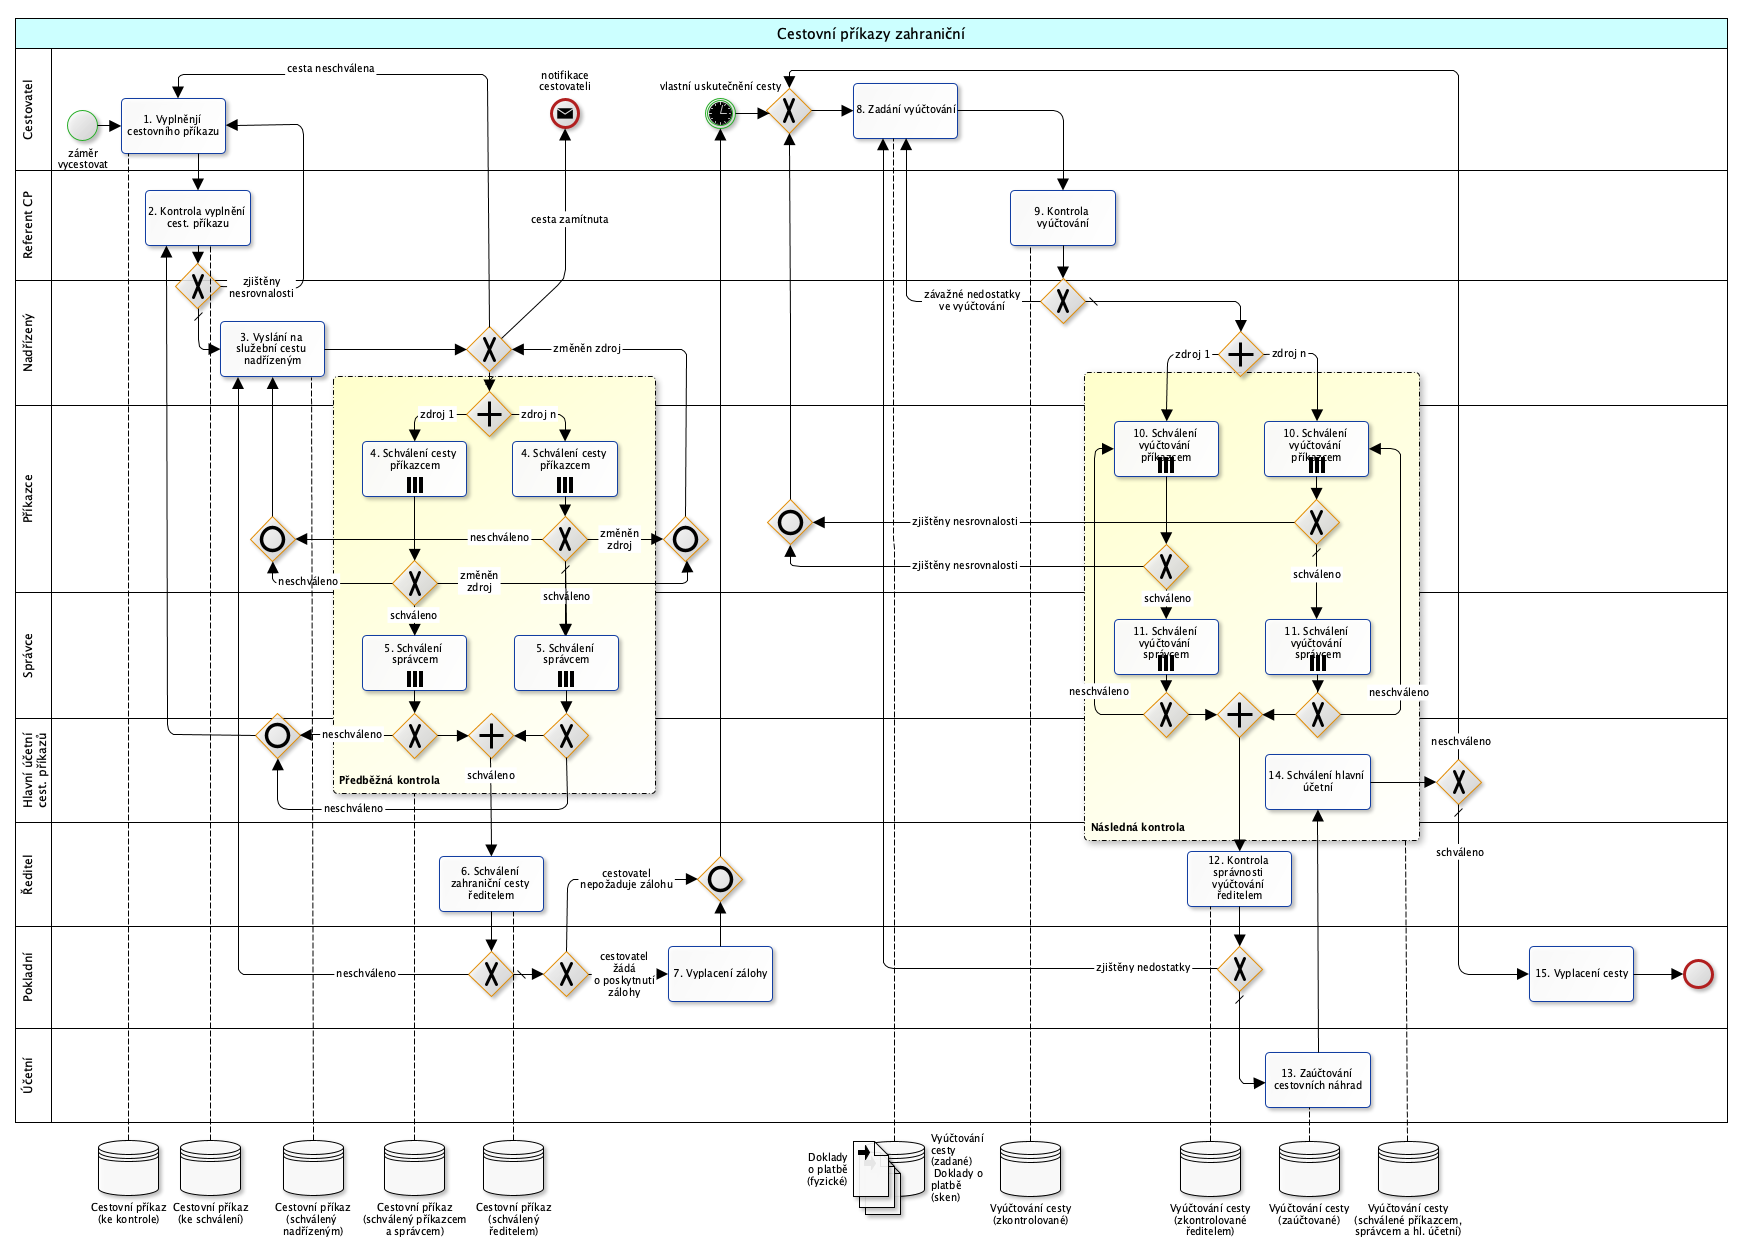 Cestovní příkazy zahraniční
Cestovatel
cesta neschválena
notifikace
cestovateli
vlastní uskutečnění cesty
1. Vyplněnjí
cestovního příkazu
8. Zadání vyúčtování
záměr
vycestovat
Referent CP
2. Kontrola vyplnění
cest. příkazu
cesta zamítnuta
9. Kontrola
vyúčtování
zjištěny
nesrovnalosti
Nadřízený
závažné nedostatky
ve vyúčtování
3. Vyslání na
služební cestu
nadřízeným
změněn zdroj
zdroj 1
zdroj n
Příkazce
zdroj 1
zdroj n
4. Schválení cesty
příkazcem
4. Schválení cesty
příkazcem
10. Schválení
vyúčtování
příkazcem
10. Schválení
vyúčtování
příkazcem
neschváleno
změněn
zdroj
zjištěny nesrovnalosti
neschváleno
změněn
zdroj
zjištěny nesrovnalosti
schváleno
schváleno
schváleno
schváleno
Správce
5. Schválení
správcem
5. Schválení
správcem
11. Schválení
vyúčtování
správcem
11. Schválení
vyúčtování
správcem
neschváleno
neschváleno
Hlavní účetní
cest. příkazů
neschváleno
schváleno
Předběžná kontrola
neschváleno
14. Schválení hlavní
účetní
neschváleno
Následná kontrola
Ředitel
6. Schválení
zahraniční cesty
ředitelem
cestovatel
nepožaduje zálohu
12. Kontrola
správnosti
vyúčtování
ředitelem
schváleno
Pokladní
neschváleno
cestovatel
žádá
o poskytnutí
zálohy
7. Vyplacení zálohy
zjištěny nedostatky
15. Vyplacení cesty
Účetní
13. Zaúčtování
cestovních náhrad
Cestovní příkaz
(ke kontrole)
Cestovní příkaz
(ke schválení)
Cestovní příkaz
(schválený
nadřízeným)
Cestovní příkaz
(schválený příkazcem
a správcem)
Cestovní příkaz
(schválený
ředitelem)
Doklady
o platbě
(fyzické)
Vyúčtování
cesty
(zadané)
Doklady o
platbě
(sken)
Vyúčtování cesty
(zkontrolované)
Vyúčtování cesty
(zkontrolované
ředitelem)
Vyúčtování cesty
(zaúčtované)
Vyúčtování cesty
(schválené příkazcem,
správcem a hl. účetní)